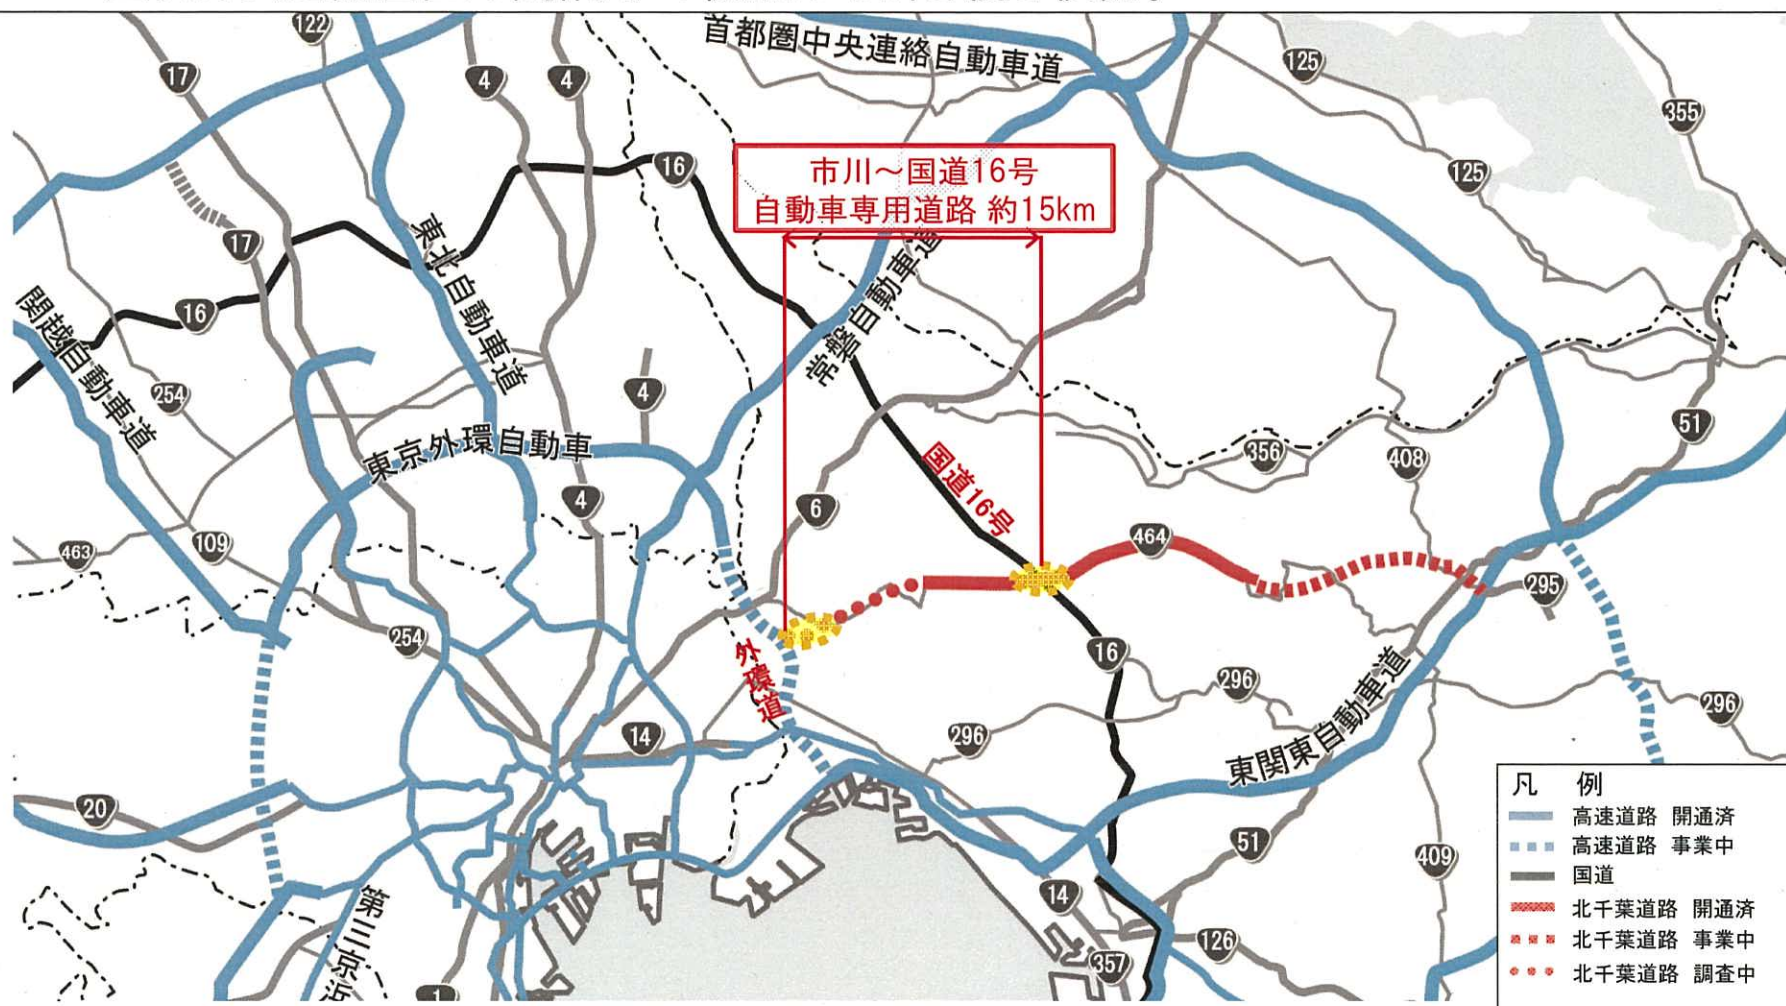 首都圏中央連絡自動車道
122
17
4
4
125
355
16
125
市川～国道16号
自動車専用道路 約15km
17
東北自動車道
常磐自動車道
関越自動車道
16
254
4
51
東京外環自動車
356
408
国道16号
4
6
463
109
464
295
254
外環道
16
296
296
14
296
東関東自動車道
20
51
409
第三京浜
14
126
357
1
凡 例
高速道路 開通済
高速道路 事業中
国道
北千葉道路 開通済
北千葉道路 事業中
北千葉道路 調査中